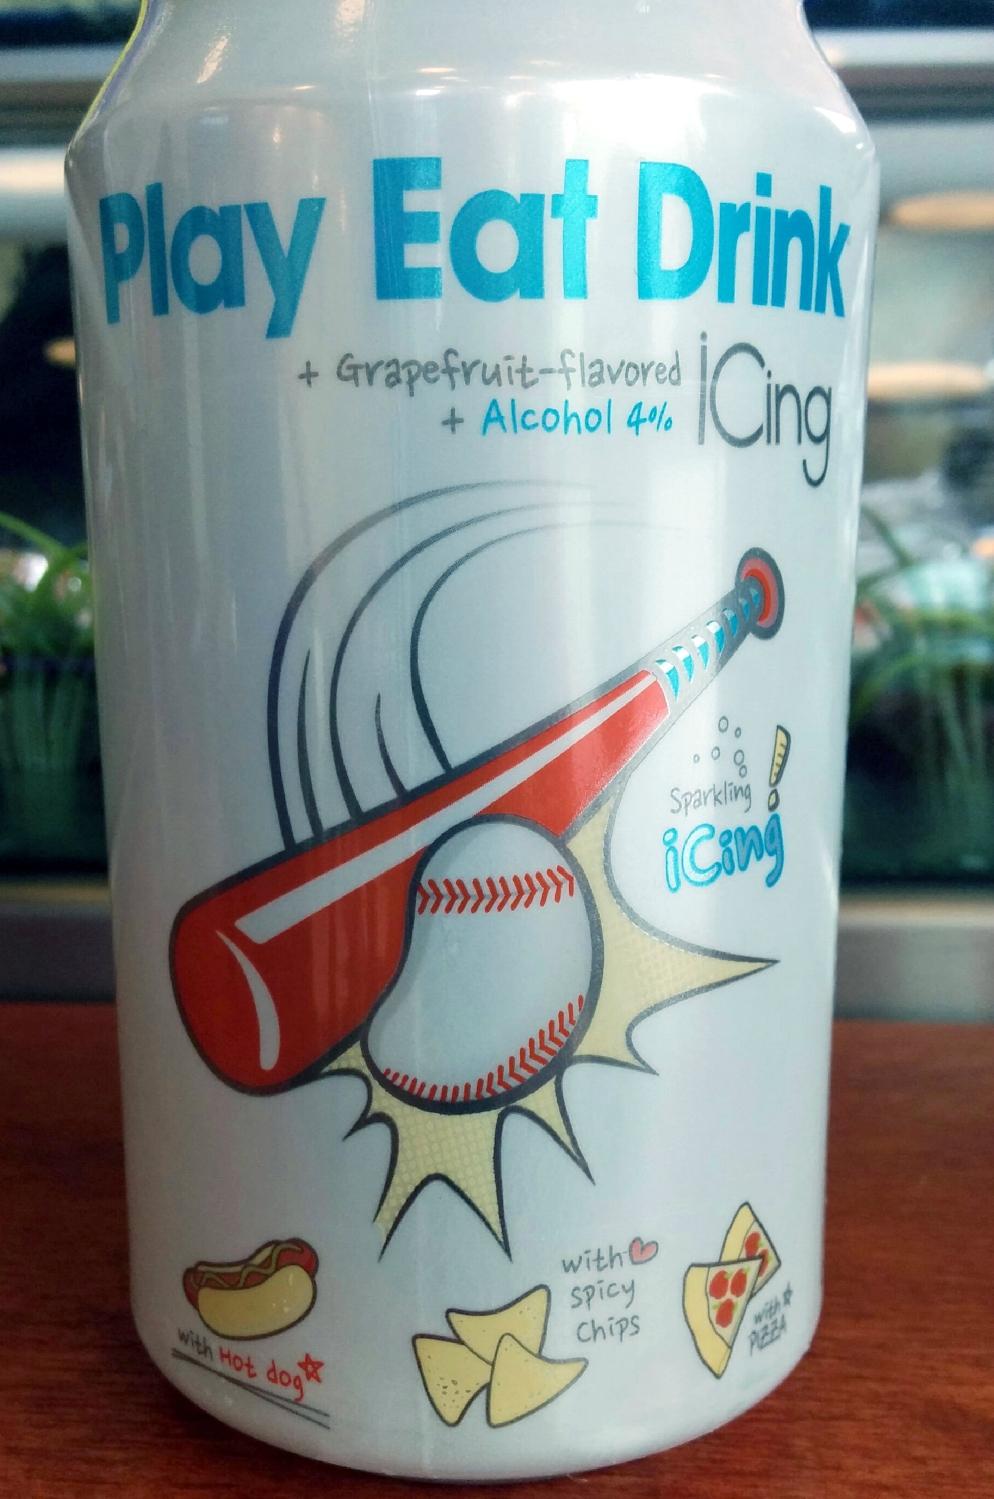 Play Eat Drink
+ Grapefruit-flavored
+ Alcohol 4%
iCing
Sparkling
iCing!
with Hot dog
with
spicy
chips
with
PIZZA